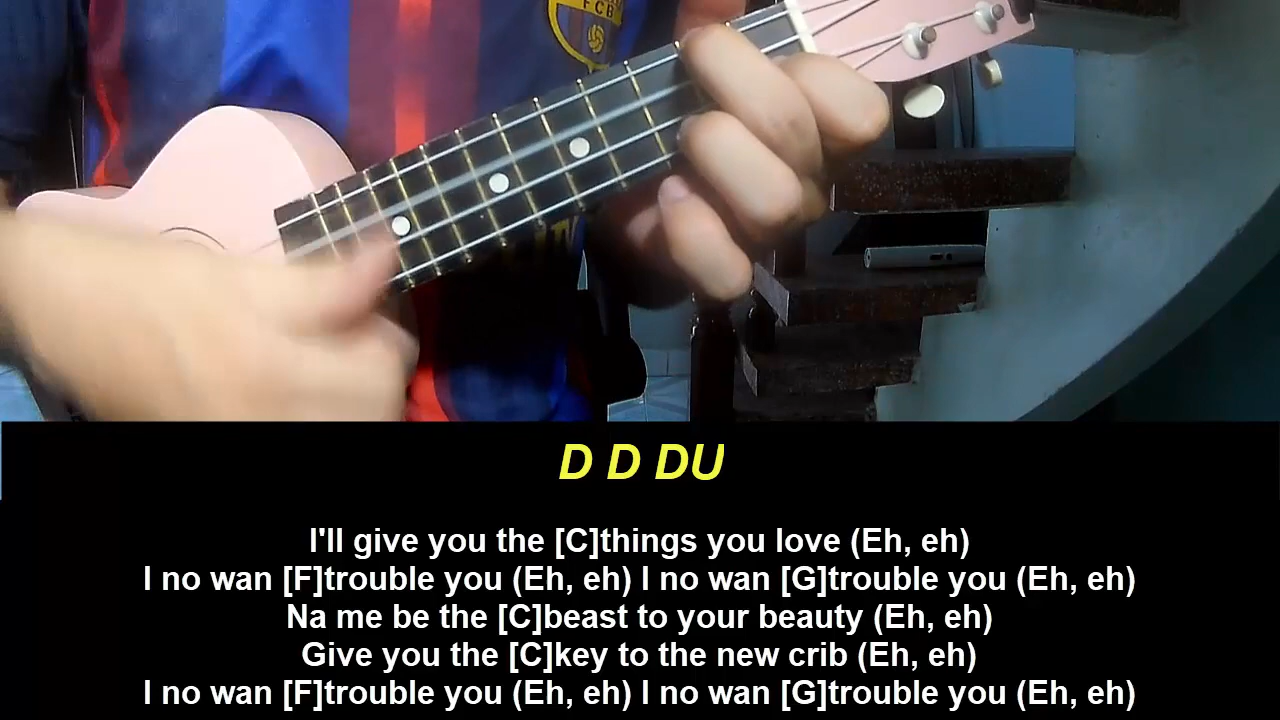 FCB
D D DU
I'll give you the [C]things you love (Eh, eh)
I no wan [F]trouble you (Eh, eh) I no wan [G]trouble you (Eh, eh)
Na me be the [C]beast to your beauty (Eh, eh)
Give you the [C]key to the new crib (Eh, eh)
I no wan [F]trouble you (Eh, eh) I no wan [G]trouble you (Eh, eh)